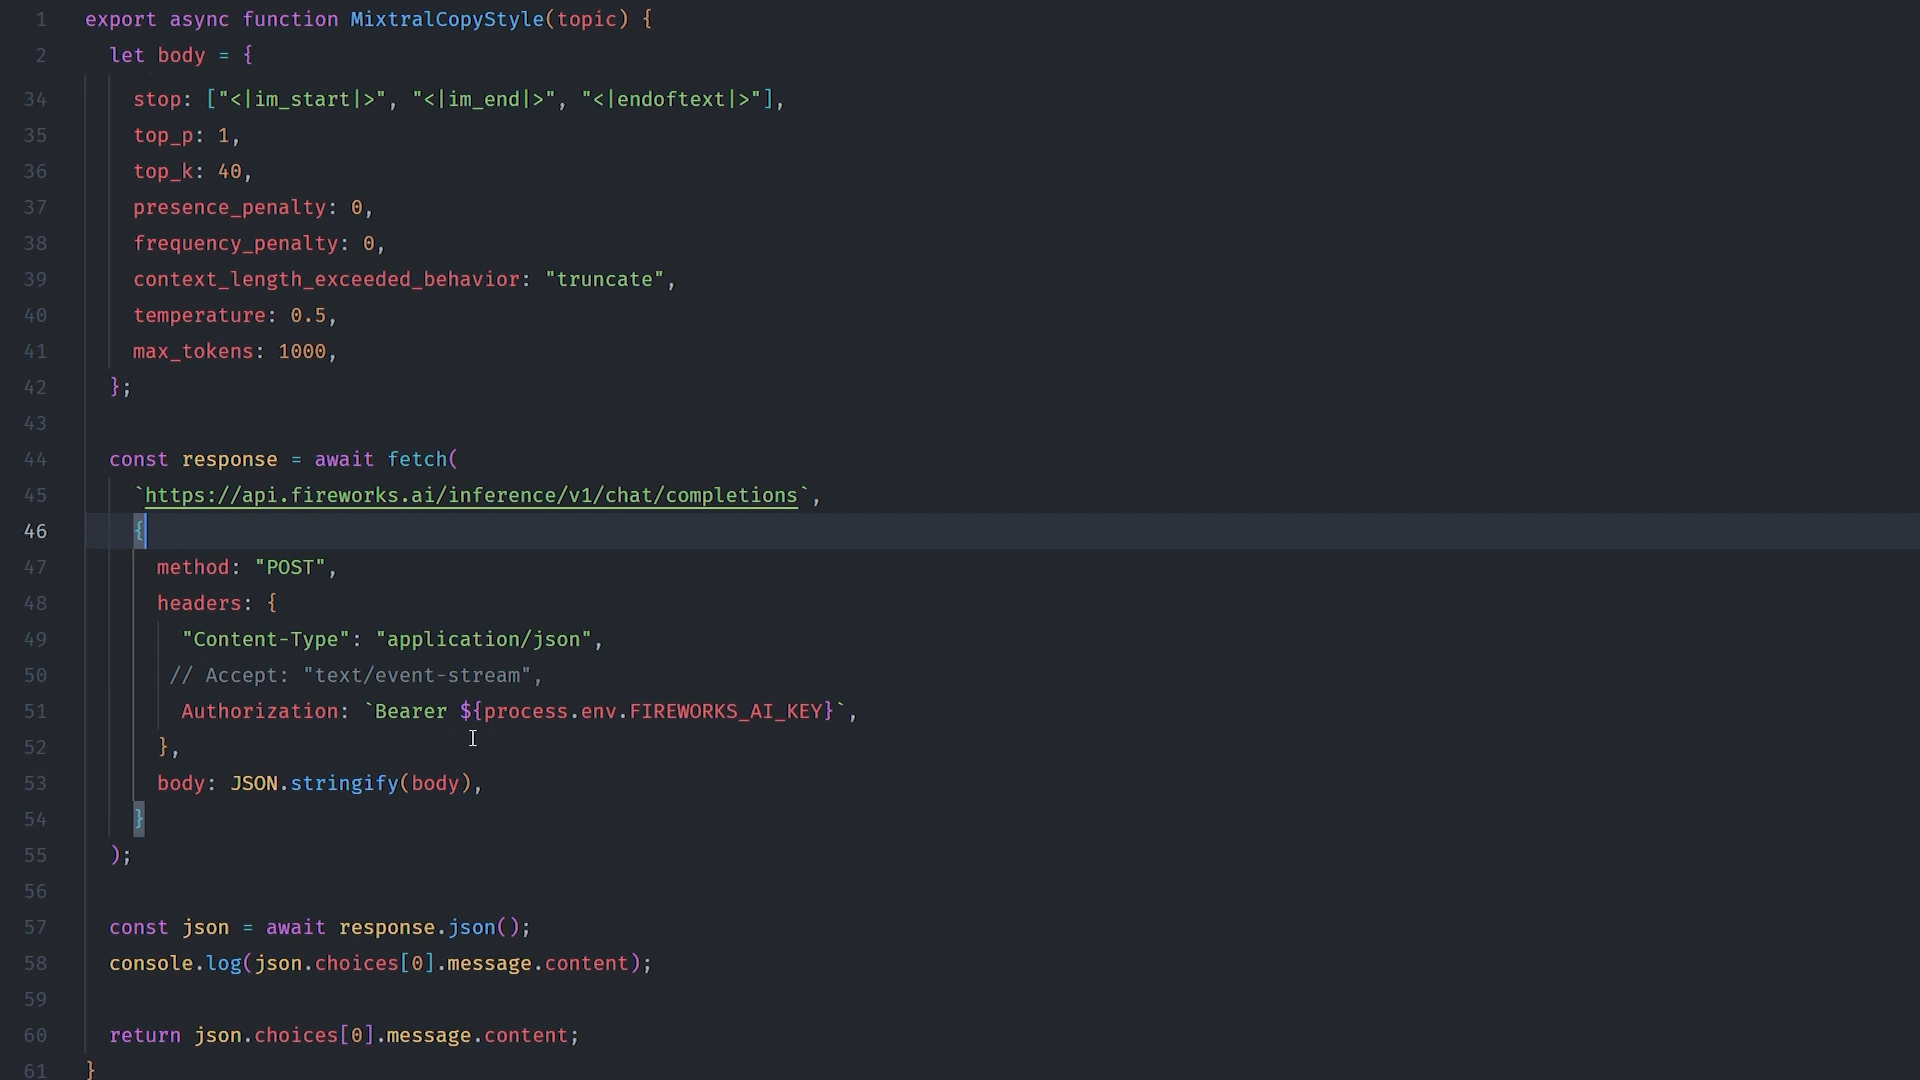 1 export async function MixtralCopyStyle(topic) {
2 let body = {
34 stop: ["<|im_start|>", "<|im_end|>", "<|endoftext|>"],
35 top_p: 1,
36 top_k: 40,
37 presence_penalty: 0,
38 frequency_penalty: 0,
39 context_length_exceeded_behavior: "truncate",
40 temperature: 0.5,
41 max_tokens: 1000,
42 };
43
44 const response = await fetch(
45 `https://api.fireworks.ai/inference/v1/chat/completions`,
46 {
47 method: "POST",
48 headers: {
49 "Content-Type": "application/json",
50 // Accept: "text/event-stream",
51 Authorization: `Bearer ${process.env.FIREWORKS_AI_KEY}`,
52 },
53 body: JSON.stringify(body),
54 }
55 );
56
57 const json = await response.json();
58 console.log(json.choices[0].message.content);
59
60 return json.choices[0].message.content;
61 }